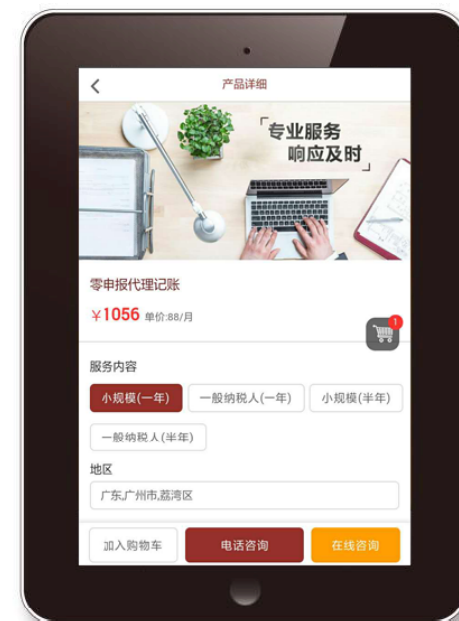 产品详细
「专业服务
响应及时」
零申报代理记账
￥1056 单价:88/月
1
服务内容
小规模(一年) 一般纳税人(一年) 小规模(半年)
一般纳税人(半年)
地区
广东,广州市,荔湾区
加入购物车 电话咨询 在线咨询